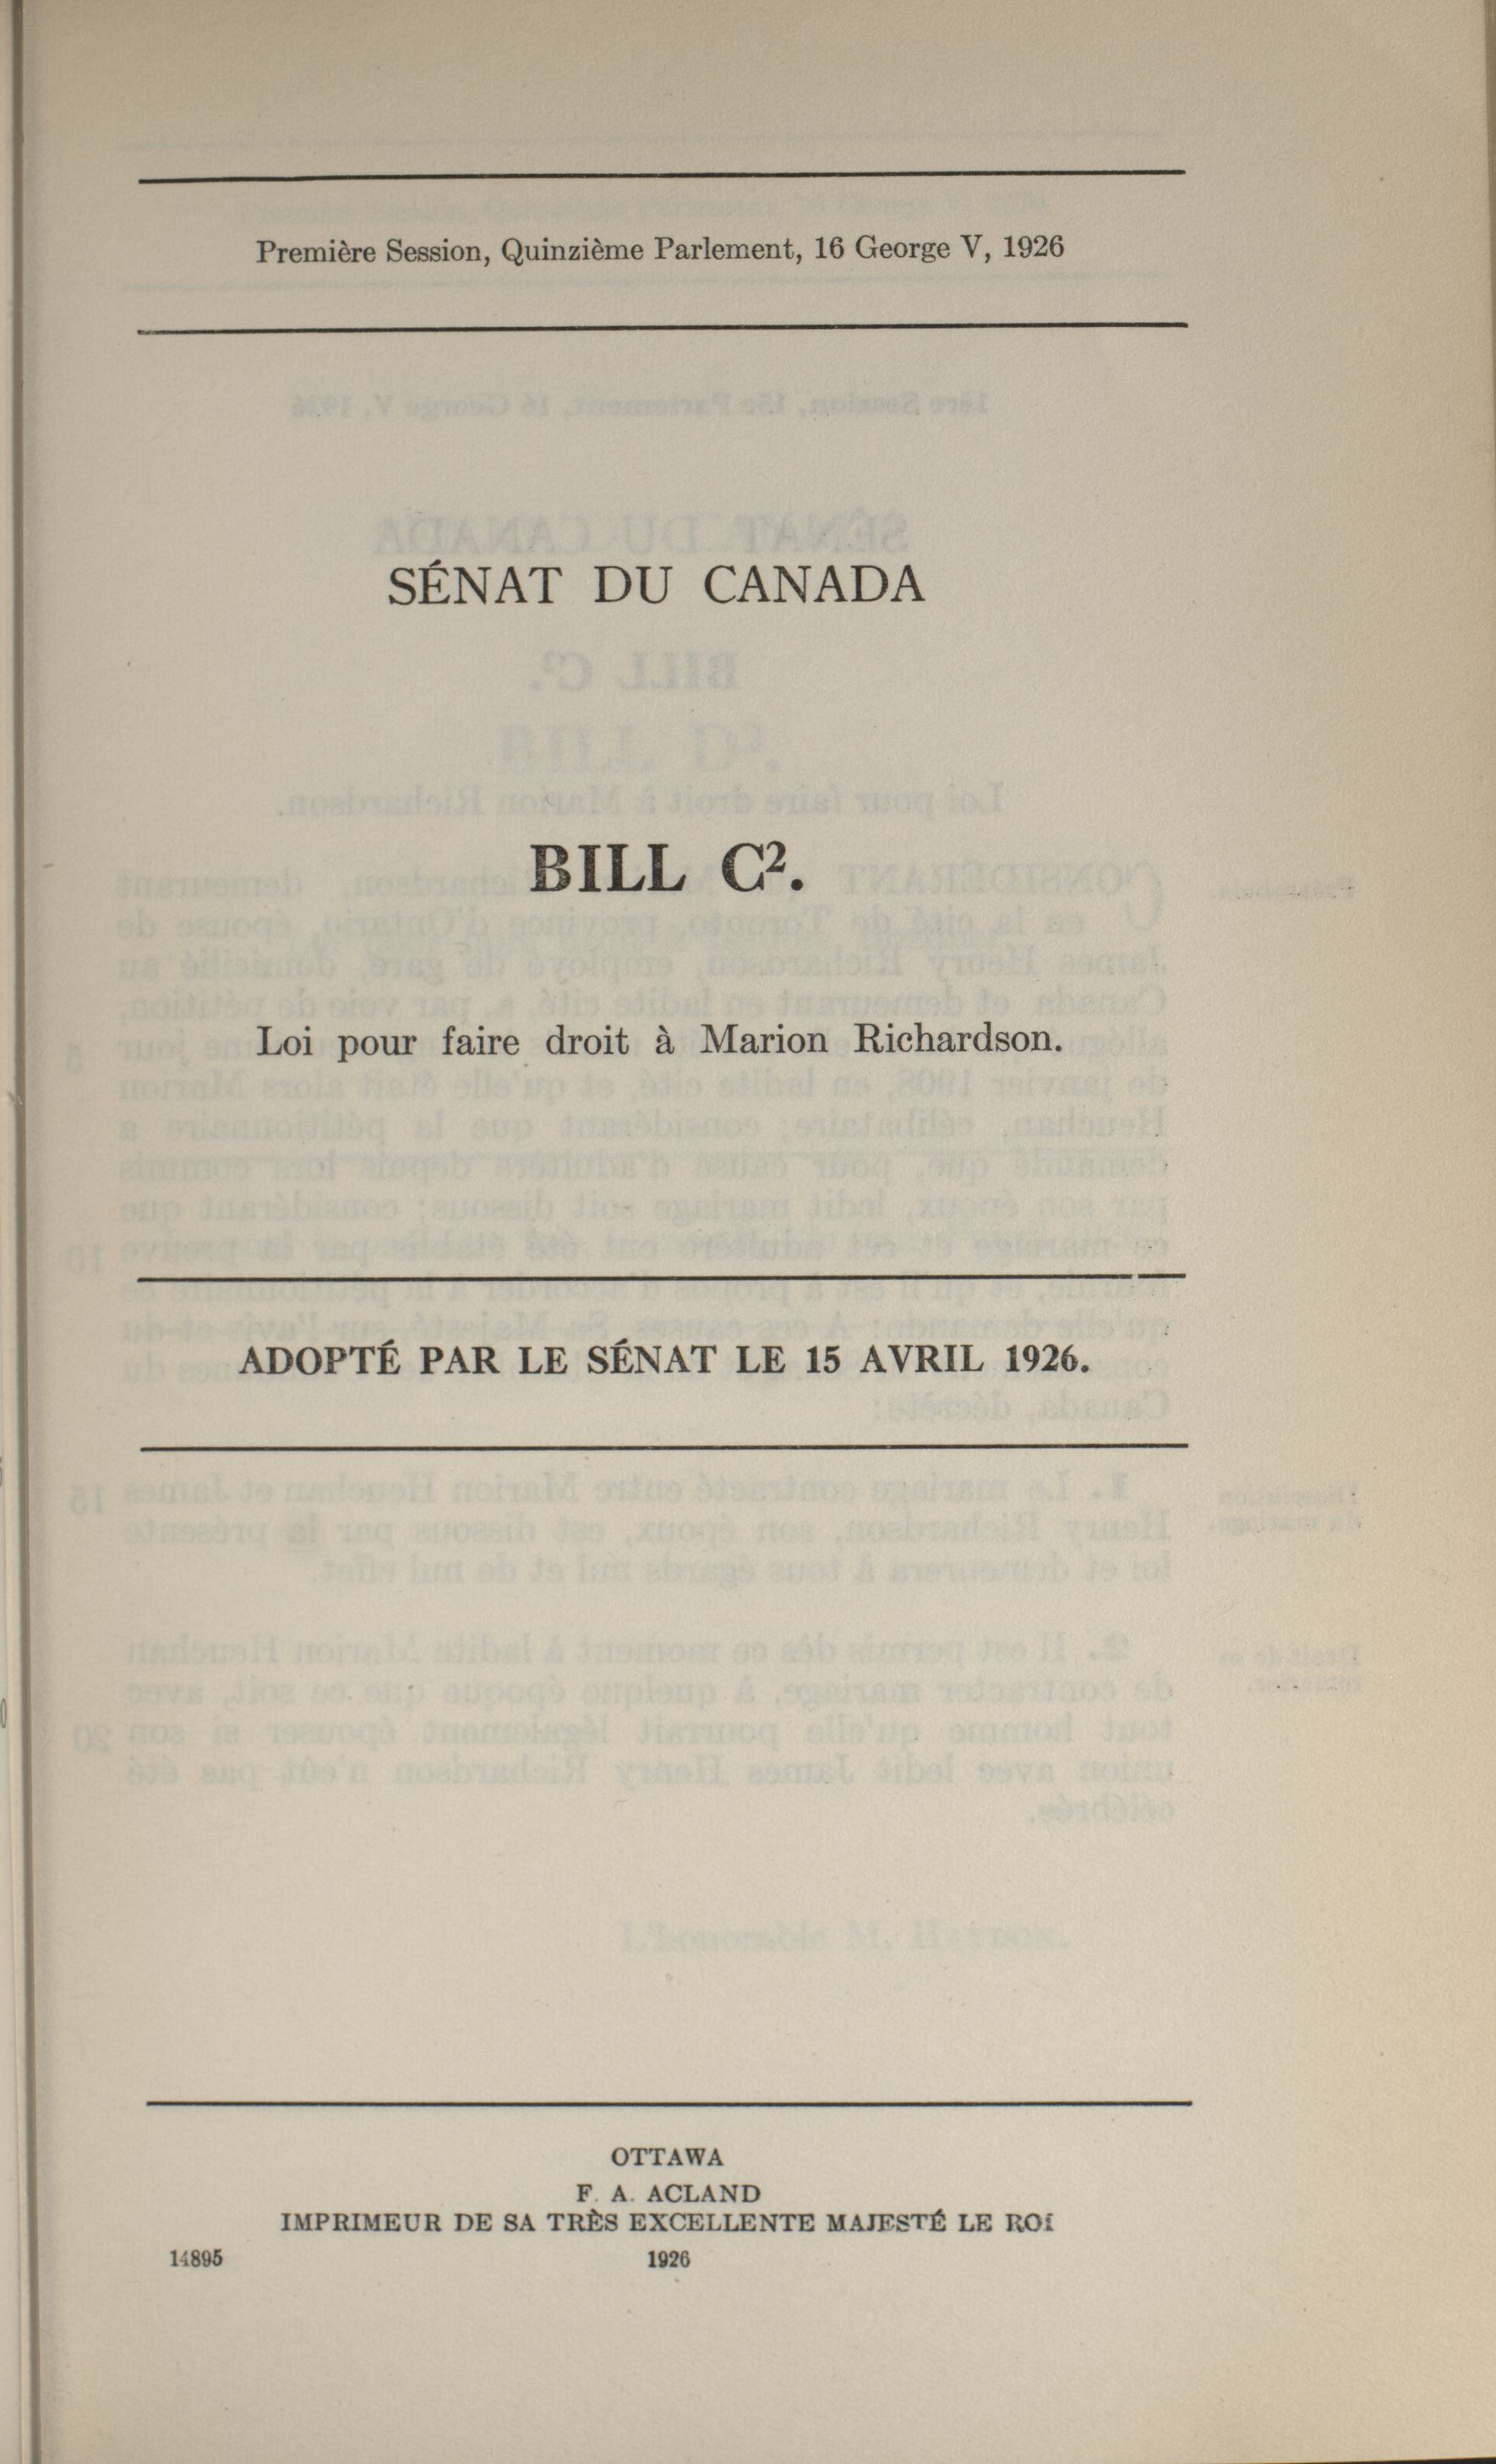 Première Session, Quinzième Parlement, 16 George V, 1926
SÉNAT DU CANADA
BILL C².
Loi pour faire droit à Marion Richardson.
ADOPTÉ PAR LE SÉNAT LE 15 AVRIL 1926.
OTTAWA
F. A. ACLAND
IMPRIMEUR DE SA TRÈS EXCELLENTE MAJESTÉ LE ROI
14895 1926